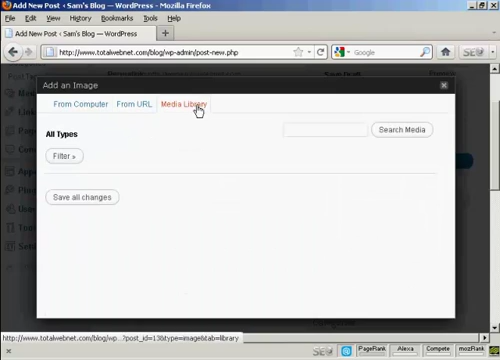 Add New Post ‹ Sam's Blog — WordPress - Mozilla Firefox
File Edit View History Bookmarks Tools Help
Add New Post ‹ Sam's Blog — WordPress
http://www.totalwebnet.com/blog/wp-admin/post-new.php
Google
Add an Image
From Computer From URL Media Library
All Types
Search Media
Filter »
Save all changes
http://www.totalwebnet.com/blog/wp...?post_id=13&type=image&tab=library
PageRank Alexa Compete mozRank